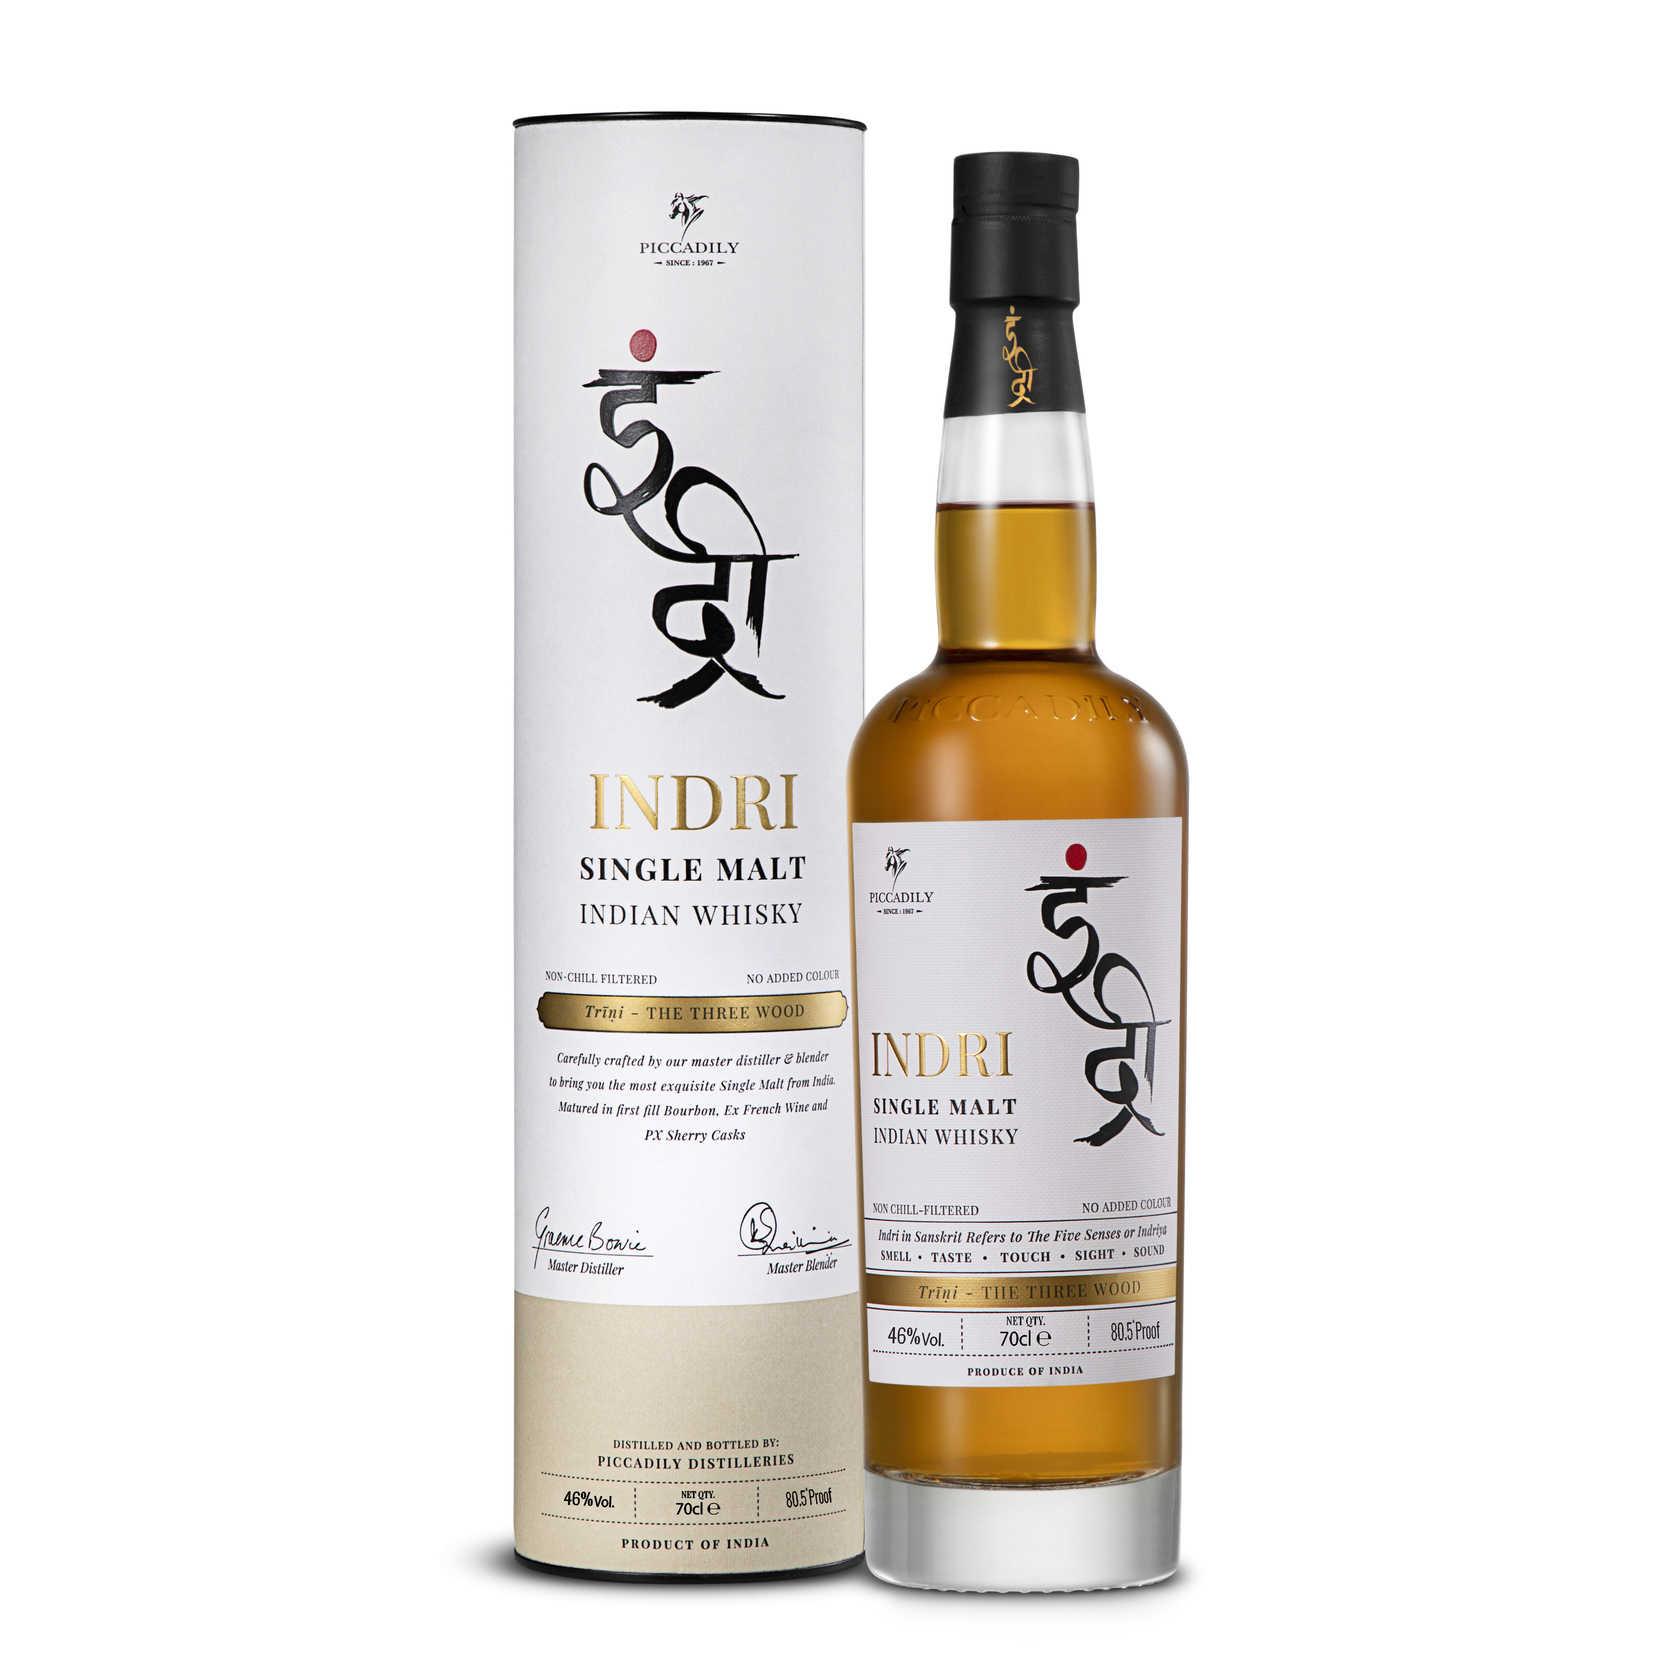 PICCADILY
SINCE : 1967
इंद्री
INDRI
SINGLE MALT
INDIAN WHISKY
NON-CHILL FILTERED NO ADDED COLOUR
Trīṇi - THE THREE WOOD
Carefully crafted by our master distiller & blender
to bring you the most exquisite Single Malt from India.
Matured in first fill Bourbon, Ex French Wine and
PX Sherry Casks
Graeme Bowie
Master Distiller
Master Blender
DISTILLED AND BOTTLED BY:
PICCADILY DISTILLERIES
46%Vol.
NET QTY.
70cl ℮
80.5°Proof
PRODUCT OF INDIA
इंद्री
PICCADILY
PICCADILY
SINCE : 1967
इंद्री
INDRI
SINGLE MALT
INDIAN WHISKY
NON CHILL-FILTERED NO ADDED COLOUR
Indri in Sanskrit Refers to The Five Senses or Indriya
SMELL • TASTE • TOUCH • SIGHT • SOUND
Trīṇi - THE THREE WOOD
46%Vol.
NET QTY.
70cl ℮
80.5°Proof
PRODUCE OF INDIA